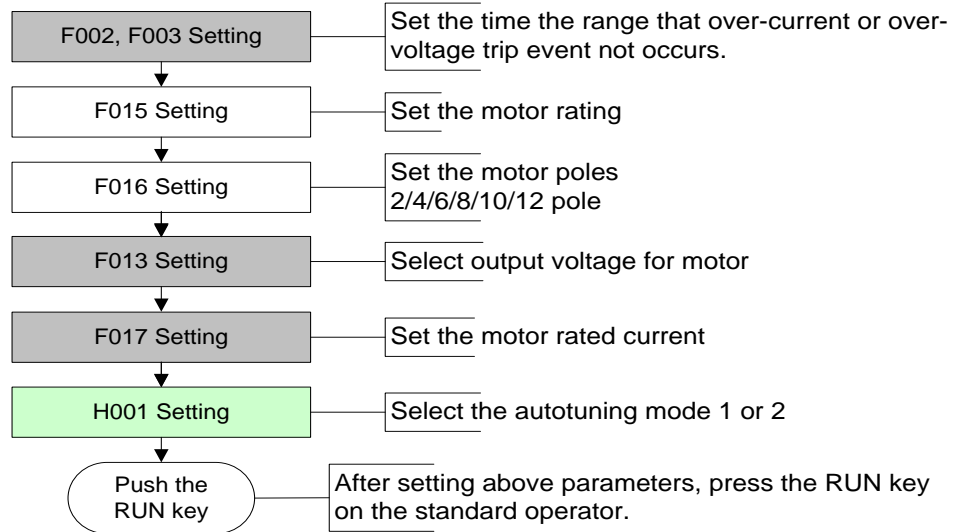 F002, F003 Setting
Set the time the range that over-current or over-
voltage trip event not occurs.
F015 Setting
Set the motor rating
F016 Setting
Set the motor poles
2/4/6/8/10/12 pole
F013 Setting
Select output voltage for motor
F017 Setting
Set the motor rated current
H001 Setting
Select the autotuning mode 1 or 2
Push the
RUN key
After setting above parameters, press the RUN key
on the standard operator.